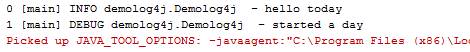 0 [main] INFO demolog4j.Demolog4j  - hello today
1 [main] DEBUG demolog4j.Demolog4j  - started a day
Picked up JAVA_TOOL_OPTIONS: -javaagent:"C:\Program Files (x86)\Lo